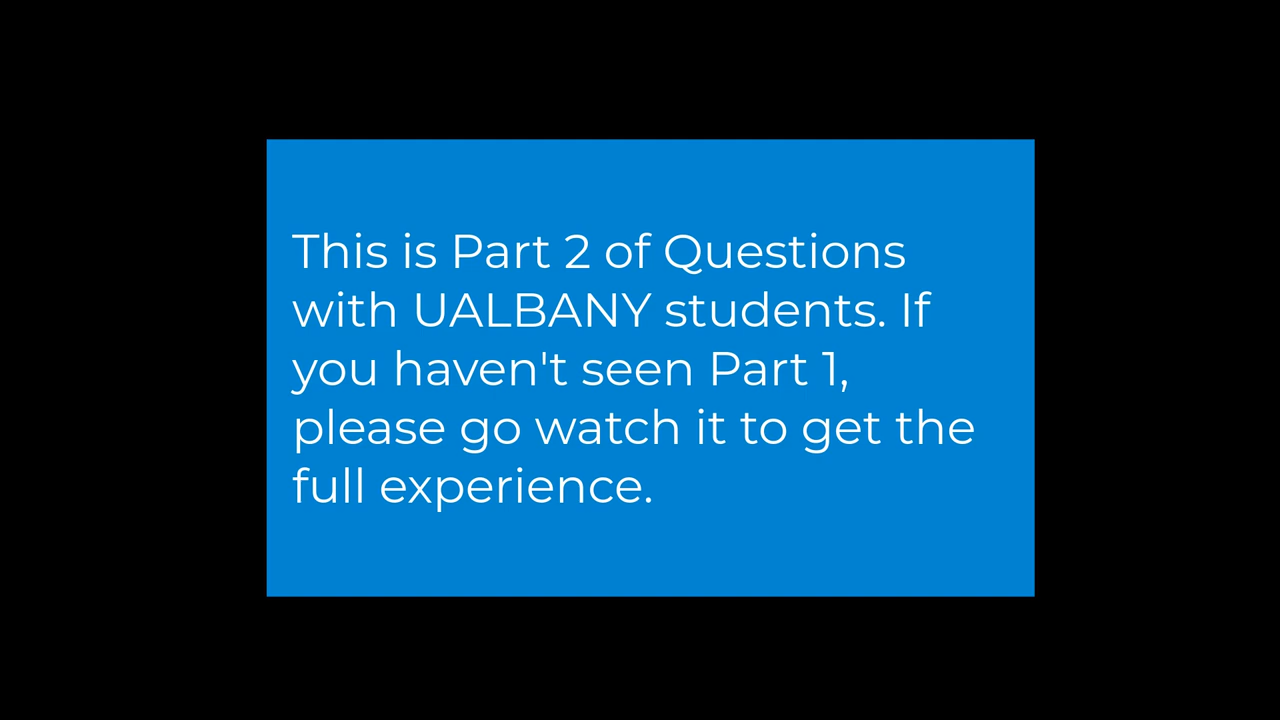 This is Part 2 of Questions
with UALBANY students. If
you haven't seen Part 1,
please go watch it to get the
full experience.